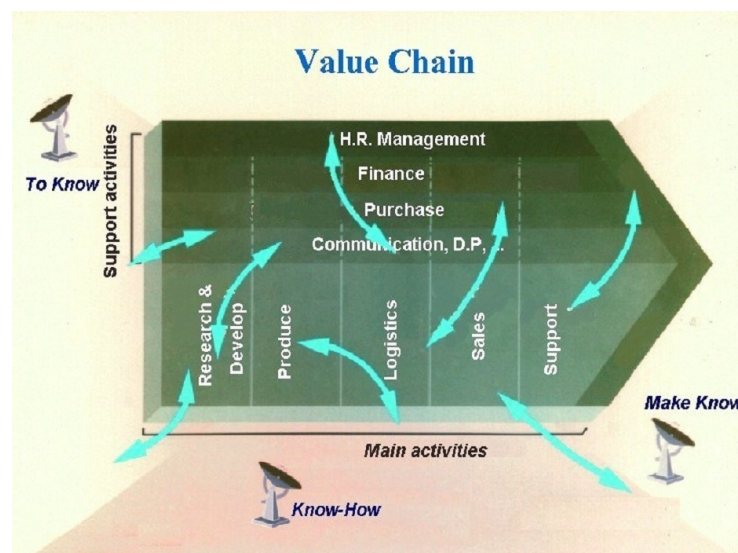 Value Chain
To Know
Support activities
H.R. Management
Finance
Purchase
Communication, D.P, ...
Research &
Develop
Produce
Logistics
Sales
Support
Make Know
Main activities
Know-How